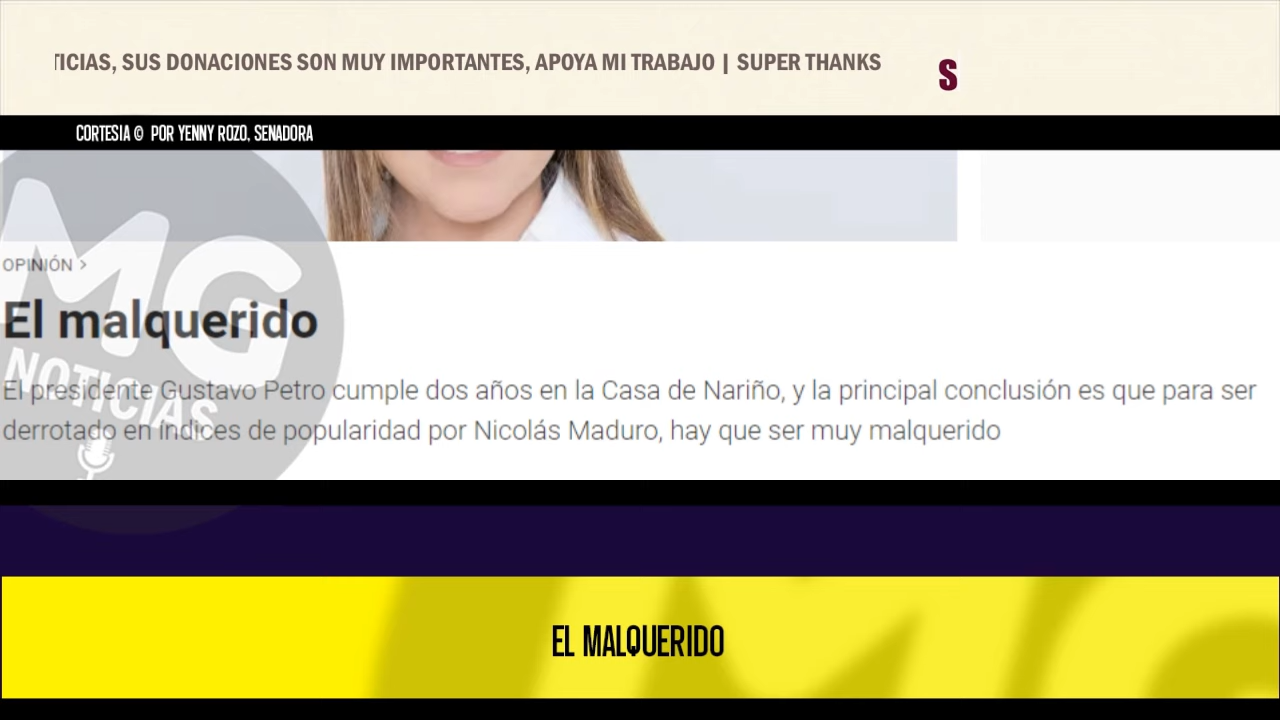 TICIAS, SUS DONACIONES SON MUY IMPORTANTES, APOYA MI TRABAJO | SUPER THANKS
S
CORTESIA © POR YENNY ROZO, SENADORA
OPINIÓN >
El malquerido
El presidente Gustavo Petro cumple dos años en la Casa de Nariño, y la principal conclusión es que para ser
derrotado en índices de popularidad por Nicolás Maduro, hay que ser muy malquerido
MG
NOTICIAS
EL MALQUERIDO